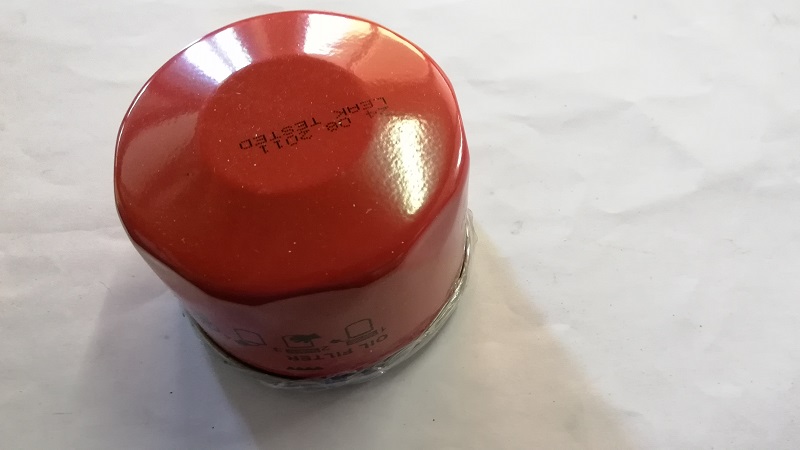 24 08 2011
LEAK TESTED
OIL FILTER